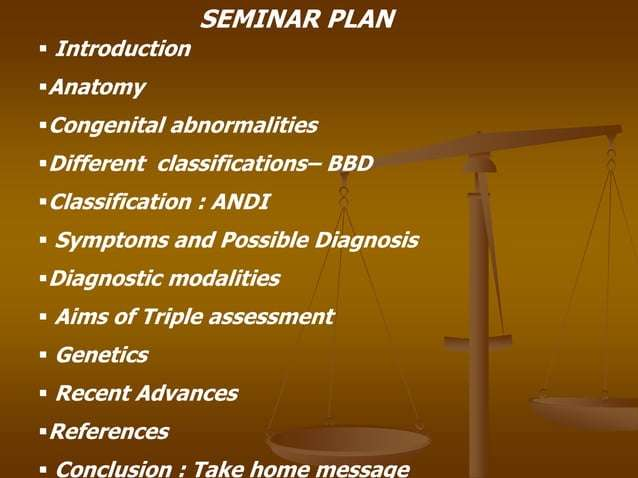 SEMINAR PLAN
▪ Introduction
▪Anatomy
▪Congenital abnormalities
▪Different classifications– BBD
▪Classification : ANDI
▪ Symptoms and Possible Diagnosis
▪Diagnostic modalities
▪ Aims of Triple assessment
▪ Genetics
▪ Recent Advances
▪References
▪ Conclusion : Take home message